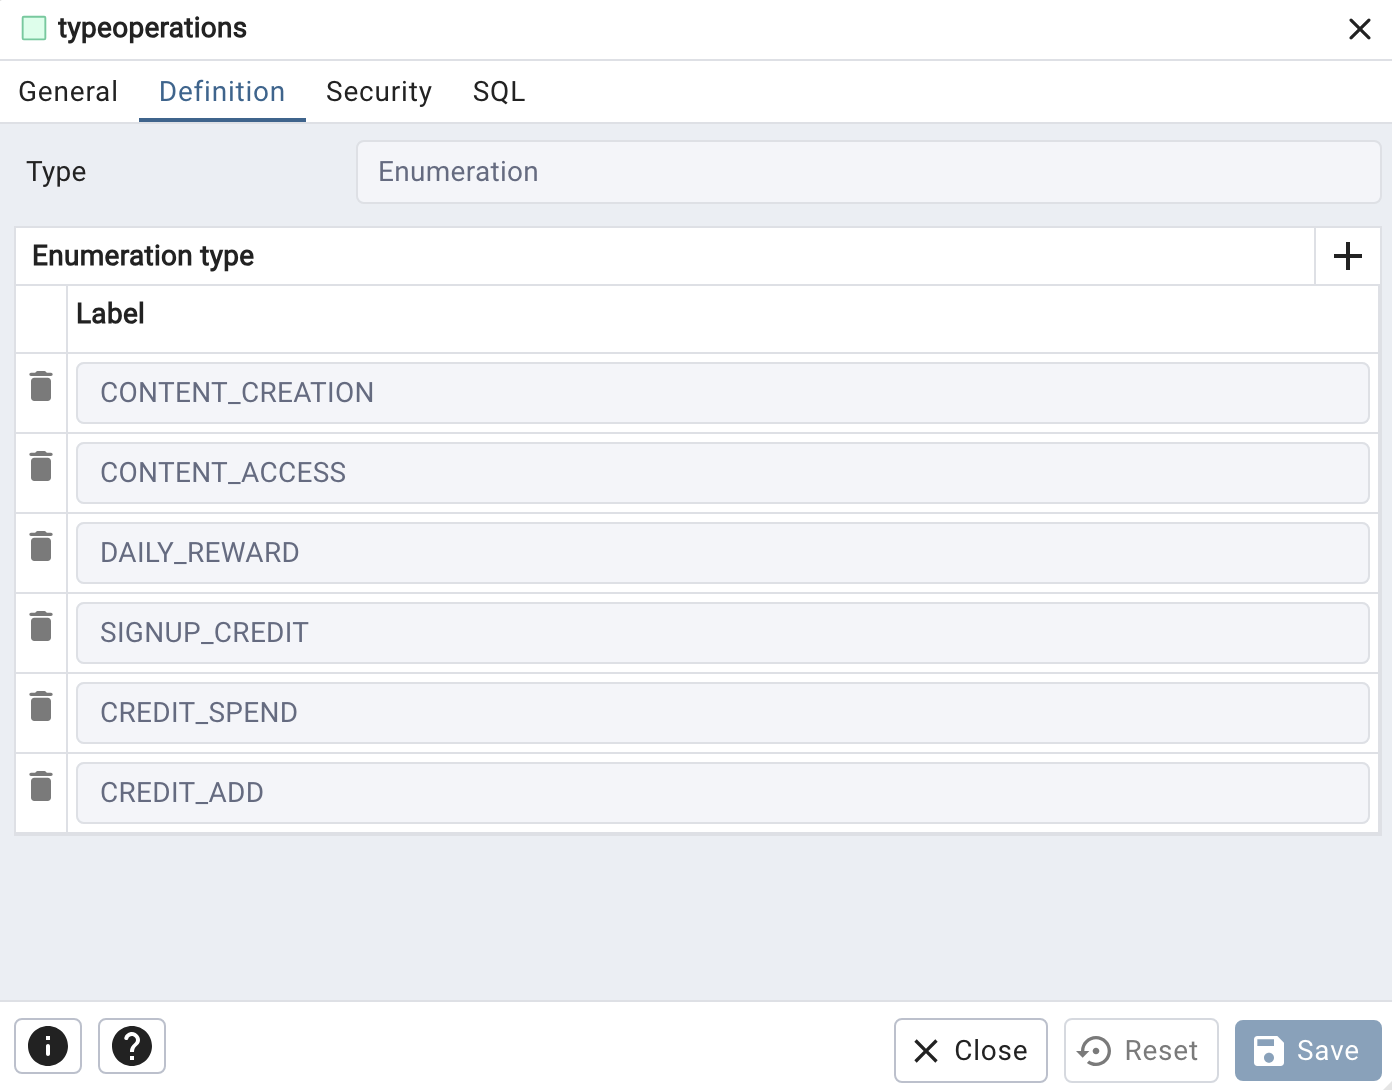 typeoperations
General Definition Security SQL
Type Enumeration
Enumeration type
Label
CONTENT_CREATION
CONTENT_ACCESS
DAILY_REWARD
SIGNUP_CREDIT
CREDIT_SPEND
CREDIT_ADD
Close Reset Save